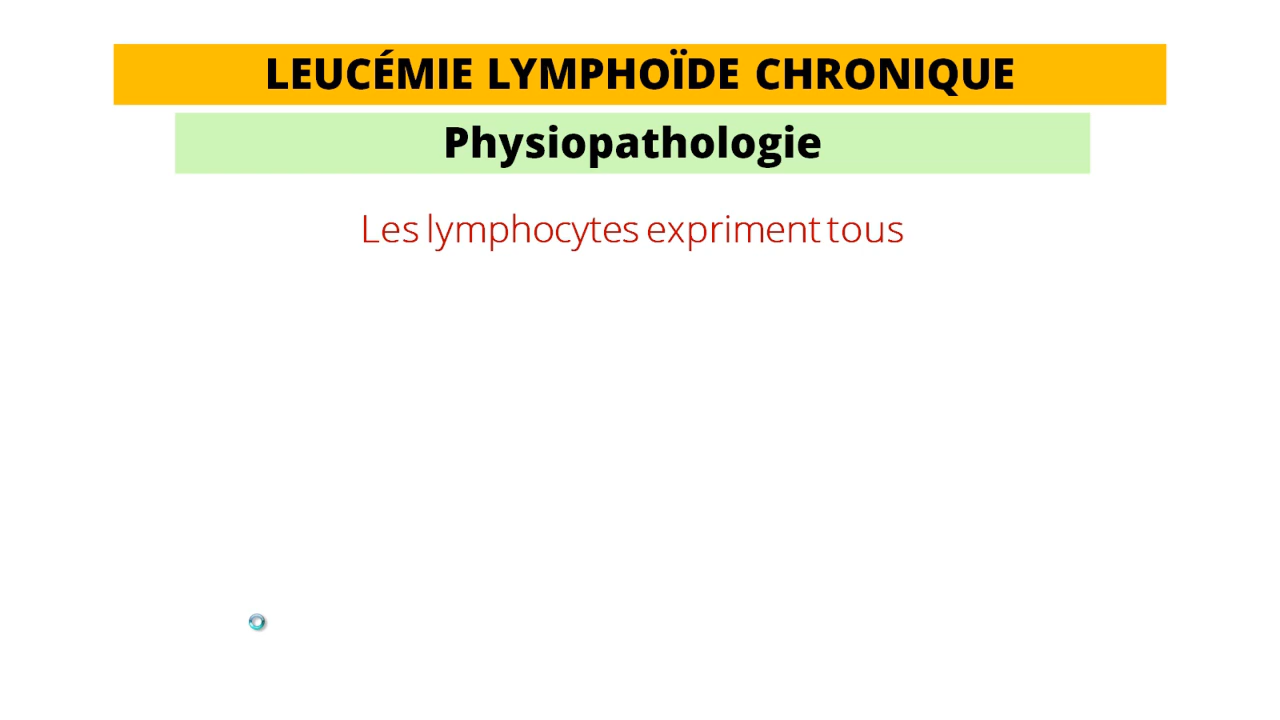 LEUCÉMIE LYMPHOÏDE CHRONIQUE
Physiopathologie
Les lymphocytes expriment tous